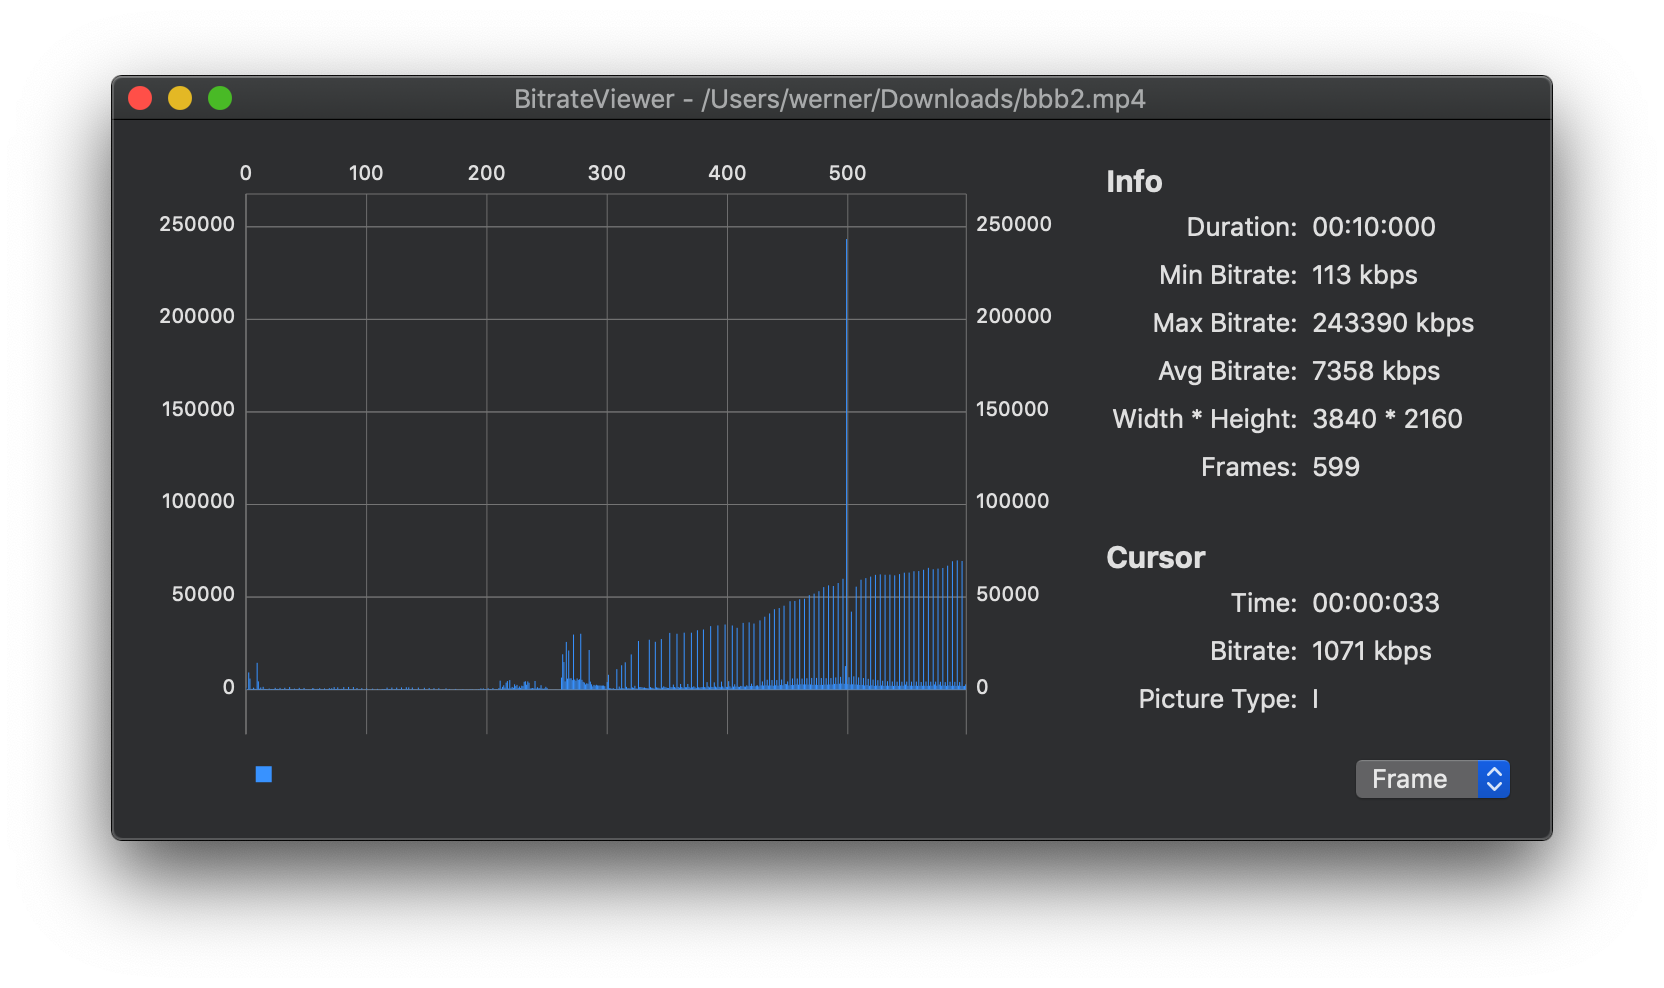 BitrateViewer - /Users/werner/Downloads/bbb2.mp4
0 100 200 300 400 500
250000 250000
200000 200000
150000 150000
100000 100000
50000 50000
0 0
Info
Duration: 00:10:000
Min Bitrate: 113 kbps
Max Bitrate: 243390 kbps
Avg Bitrate: 7358 kbps
Width * Height: 3840 * 2160
Frames: 599
Cursor
Time: 00:00:033
Bitrate: 1071 kbps
Picture Type: I
Frame